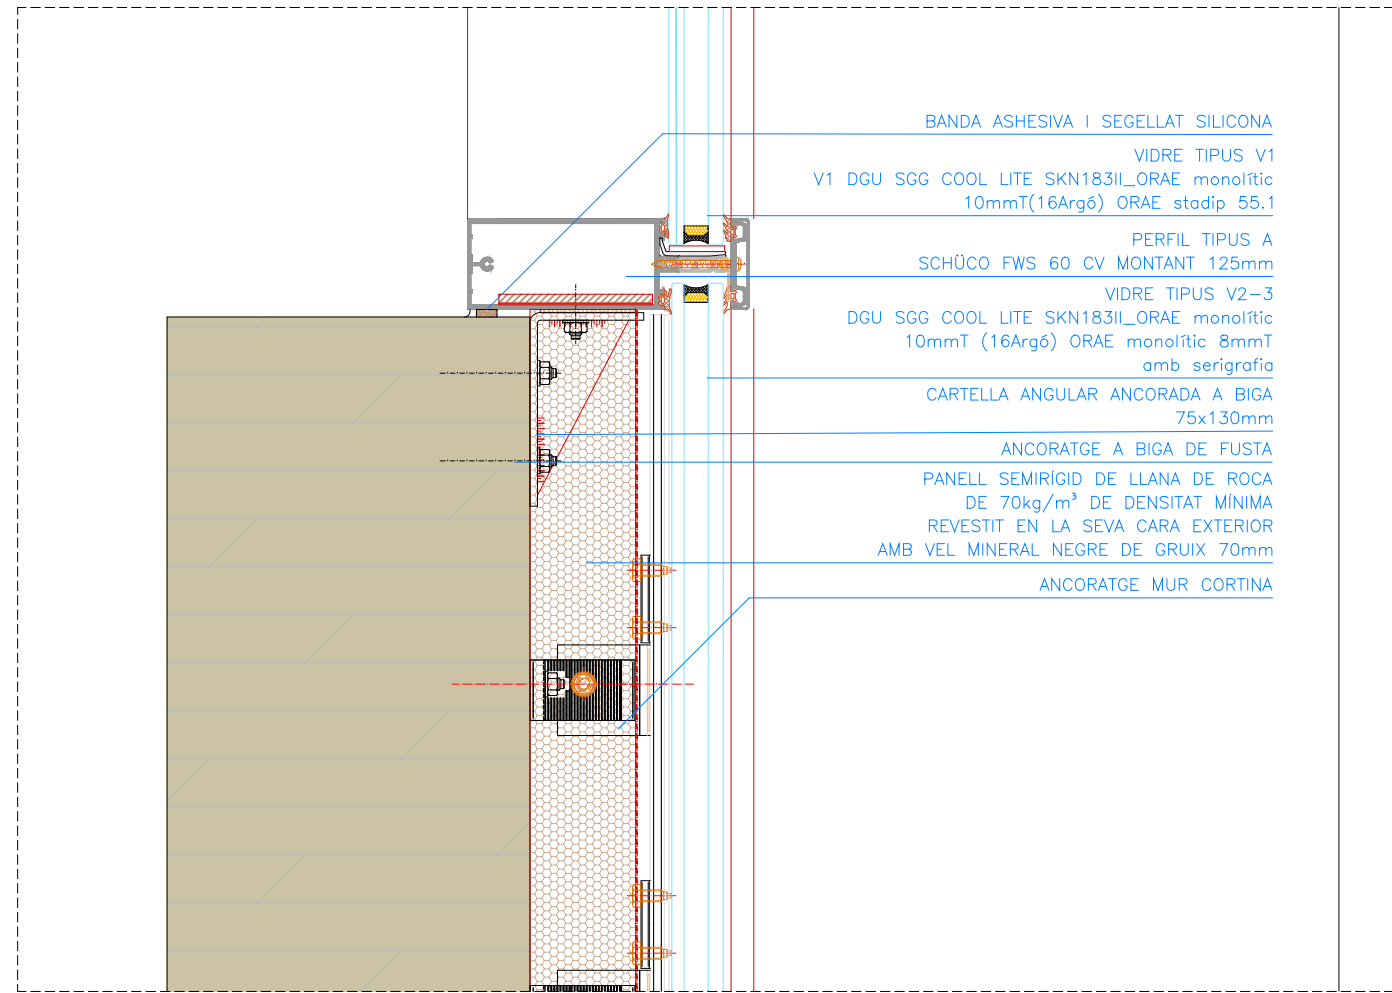 BANDA ASHESIVA I SEGELLAT SILICONA
VIDRE TIPUS V1
V1 DGU SGG COOL LITE SKN183II_ORAE monolític
10mmT(16Argó) ORAE stadip 55.1
PERFIL TIPUS A
SCHÜCO FWS 60 CV MONTANT 125mm
VIDRE TIPUS V2-3
DGU SGG COOL LITE SKN183II_ORAE monolític
10mmT (16Argó) ORAE monolític 8mmT
amb serigrafia
CARTELLA ANGULAR ANCORADA A BIGA
75x130mm
ANCORATGE A BIGA DE FUSTA
PANELL SEMIRÍGID DE LLANA DE ROCA
DE 70kg/m³ DE DENSITAT MÍNIMA
REVESTIT EN LA SEVA CARA EXTERIOR
AMB VEL MINERAL NEGRE DE GRUIX 70mm
ANCORATGE MUR CORTINA